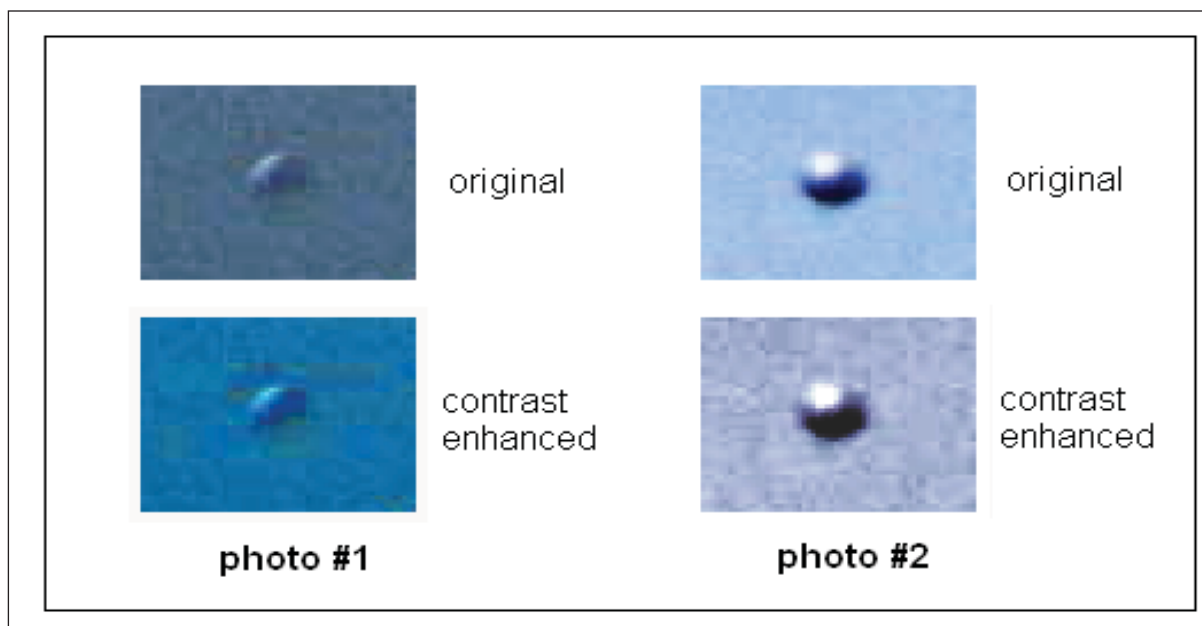 original
original
contrast
enhanced
contrast
enhanced
photo #1
photo #2